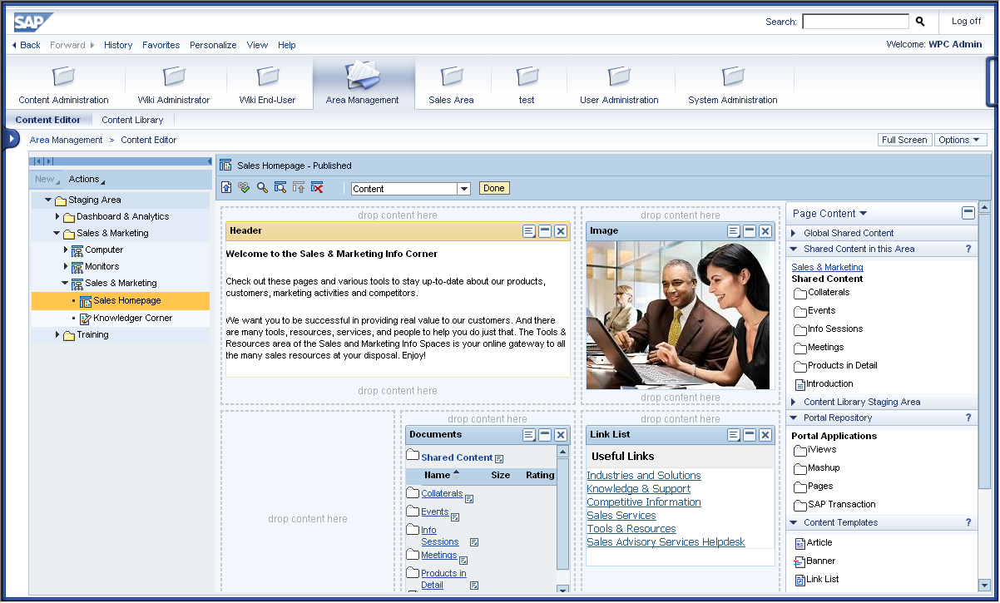 SAP
Search:
Log off
Back Forward History Favorites Personalize View Help
Welcome: WPC Admin
Content Administration
Wiki Administrator
Wiki End-User
Area Management
Sales Area
test
User Administration
System Administration
Content Editor
Content Library
Area Management > Content Editor
Full Screen
Options
New
Actions
Staging Area
Dashboard & Analytics
Sales & Marketing
Computer
Monitors
Sales & Marketing
Sales Homepage
Knowledger Corner
Training
Sales Homepage - Published
Content
Done
drop content here
Header
Welcome to the Sales & Marketing Info Corner
Check out these pages and various tools to stay up-to-date about our products,
customers, marketing activities and competitors.
We want you to be successful in providing real value to our customers. And there
are many tools, resources, services, and people to help you do just that. The Tools &
Resources area of the Sales and Marketing Info Spaces is your online gateway to all
the many sales resources at your disposal. Enjoy!
drop content here
drop content here
Image
drop content here
drop content here
drop content here
Documents
Shared Content
Name Size Rating
Collaterals
Events
Info
Sessions
Meetings
Products in
Detail
drop content here
Link List
Useful Links
Industries and Solutions
Knowledge & Support
Competitive Information
Sales Services
Tools & Resources
Sales Advisory Services Helpdesk
Page Content
Global Shared Content
Shared Content in this Area ?
Sales & Marketing
Shared Content
Collaterals
Events
Info Sessions
Meetings
Products in Detail
Introduction
Content Library Staging Area
Portal Repository ?
Portal Applications
iViews
Mashup
Pages
SAP Transaction
Content Templates ?
Article
Banner
Link List